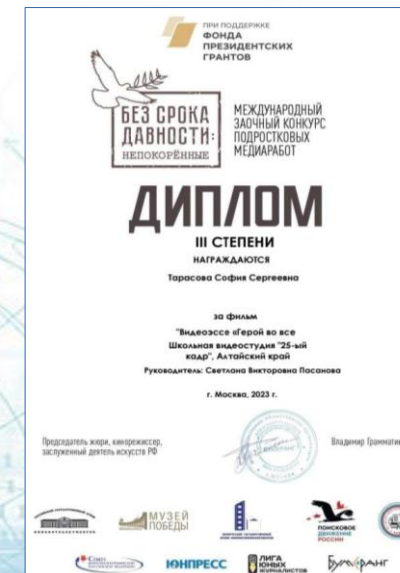 ПРИ ПОДДЕРЖКЕ
ФОНДА
ПРЕЗИДЕНТСКИХ
ГРАНТОВ
БЕЗ СРОКА
ДАВНОСТИ:
НЕПОКОРЁННЫЕ
МЕЖДУНАРОДНЫЙ
ЗАОЧНЫЙ КОНКУРС
ПОДРОСТКОВЫХ
МЕДИАРАБОТ
ДИПЛОМ
III СТЕПЕНИ
НАГРАЖДАЮТСЯ
Тарасова София Сергеевна
за фильм
"Видеоэссе «Герой во все
Школьная видеостудия "25-ый
кадр", Алтайский край
Руководитель: Светлана Викторовна Пасанова
г. Москва, 2023 г.
Председатель жюри, кинорежиссер,
заслуженный деятель искусств РФ
Владимир
МУЗЕЙ
ПОБЕДЫ
ПОИСКОВОЕ
ДВИЖЕНИЕ
РОССИИ
Союз
ЮНПРЕСС
ЛИГА
ЮНЫХ
ЖУРНАЛИСТОВ
Бумеранг